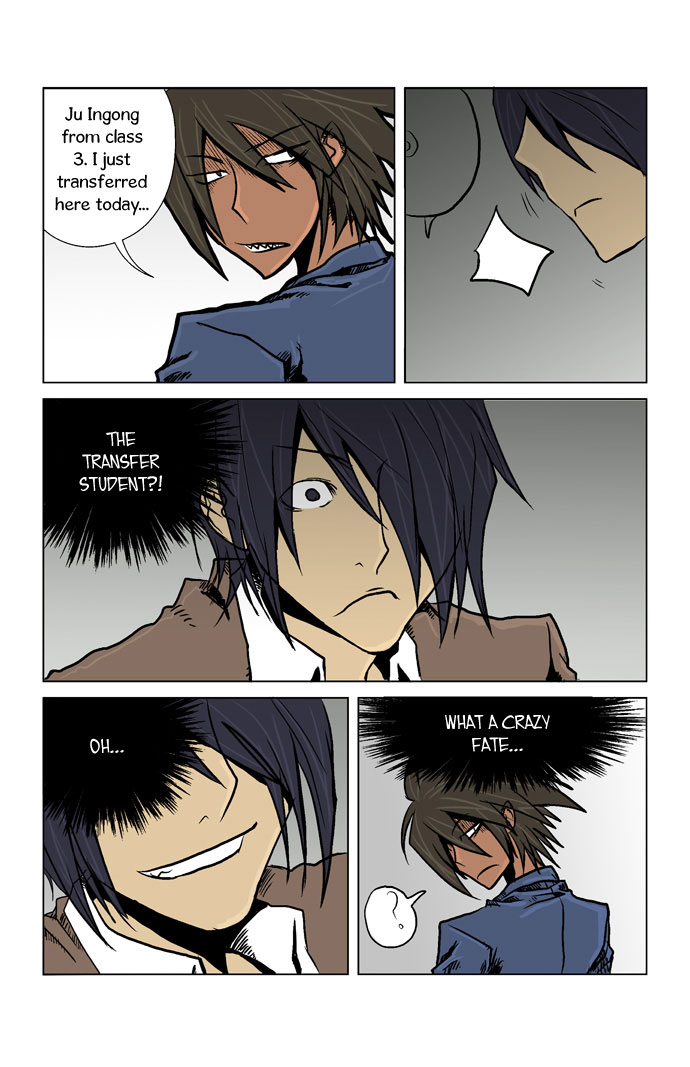 Ju Ingong
from class
3. I just
transferred
here today...
THE
TRANSFER
STUDENT?!
OH...
WHAT A CRAZY
FATE...
?